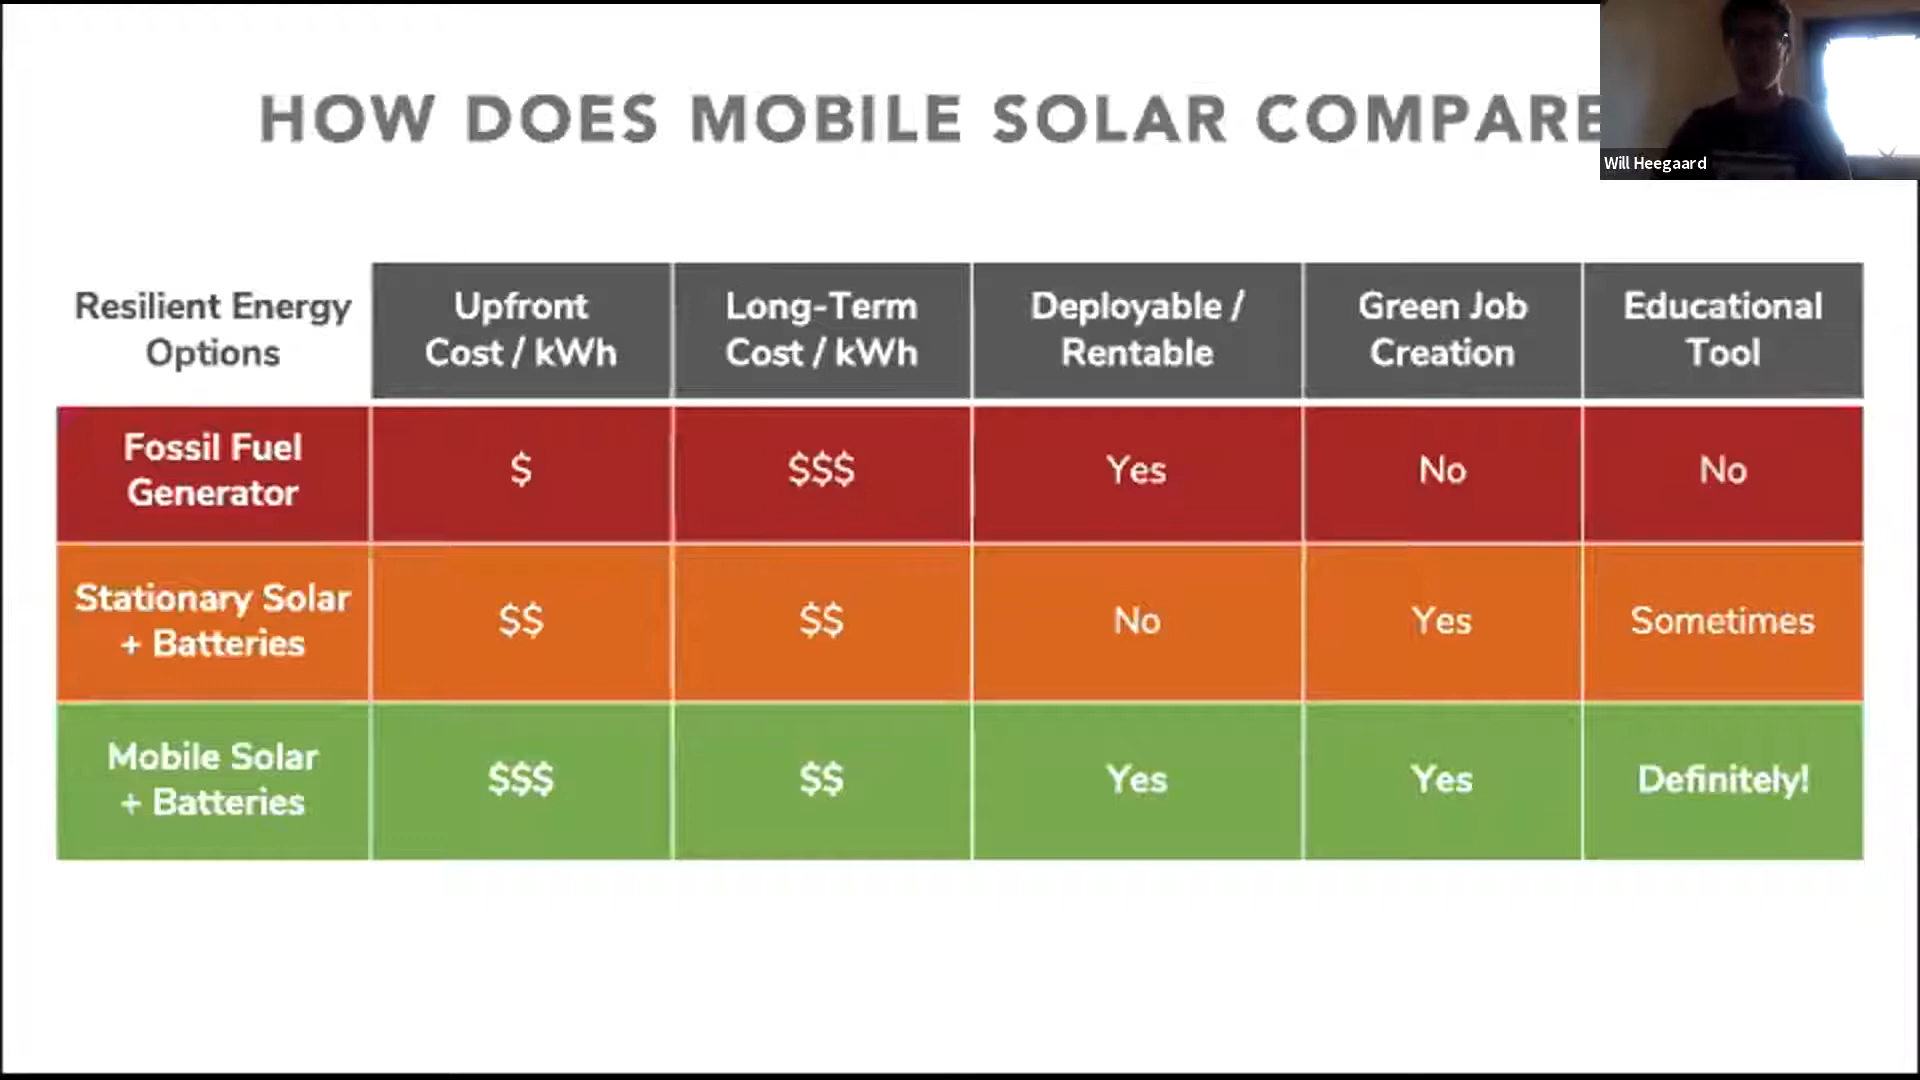 HOW DOES MOBILE SOLAR COMPARE
Will Heegaard
Resilient Energy
Options
Upfront
Cost / kWh
Long-Term
Cost / kWh
Deployable /
Rentable
Green Job
Creation
Educational
Tool
Fossil Fuel
Generator
$
$$$
Yes
No
No
Stationary Solar
+ Batteries
$$
$$
No
Yes
Sometimes
Mobile Solar
+ Batteries
$$$
$$
Yes
Yes
Definitely!